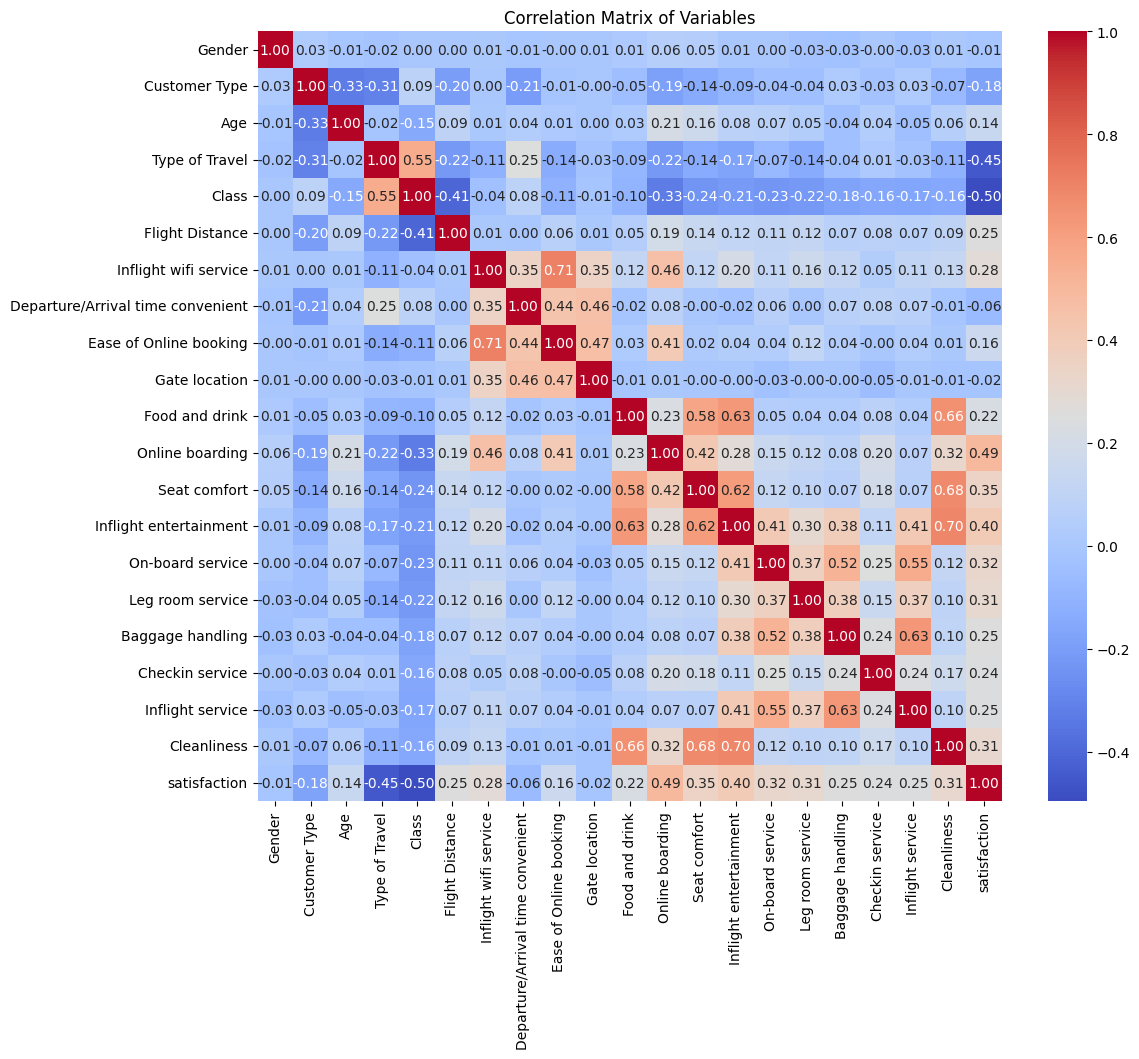 Correlation Matrix of Variables
Gender 1.00 0.03 -0.01 -0.02 0.00 0.00 0.01 -0.01 -0.00 0.01 0.01 0.06 0.05 0.01 0.00 -0.03 -0.03 -0.00 -0.03 0.01 -0.01
Customer Type 0.03 1.00 -0.33 -0.31 0.09 -0.20 0.00 -0.21 -0.01 -0.00 -0.05 -0.19 -0.14 -0.09 -0.04 -0.04 0.03 -0.03 0.03 -0.07 -0.18
Age -0.01 -0.33 1.00 -0.02 -0.15 0.09 0.01 0.04 0.01 0.00 0.03 0.21 0.16 0.08 0.07 0.05 -0.04 0.04 -0.05 0.06 0.14
Type of Travel -0.02 -0.31 -0.02 1.00 0.55 -0.22 -0.11 0.25 -0.14 -0.03 -0.09 -0.22 -0.14 -0.17 -0.07 -0.14 -0.04 0.01 -0.03 -0.11 -0.45
Class 0.00 0.09 -0.15 0.55 1.00 -0.41 -0.04 0.08 -0.11 -0.01 -0.10 -0.33 -0.24 -0.21 -0.23 -0.22 -0.18 -0.16 -0.17 -0.16 -0.50
Flight Distance 0.00 -0.20 0.09 -0.22 -0.41 1.00 0.01 0.00 0.06 0.01 0.05 0.19 0.14 0.12 0.11 0.12 0.07 0.08 0.07 0.09 0.25
Inflight wifi service 0.01 0.00 0.01 -0.11 -0.04 0.01 1.00 0.35 0.71 0.35 0.12 0.46 0.12 0.20 0.11 0.16 0.12 0.05 0.11 0.13 0.28
Departure/Arrival time convenient -0.01 -0.21 0.04 0.25 0.08 0.00 0.35 1.00 0.44 0.46 -0.02 0.08 -0.00 -0.02 0.06 0.00 0.07 0.08 0.07 -0.01 -0.06
Ease of Online booking -0.00 -0.01 0.01 -0.14 -0.11 0.06 0.71 0.44 1.00 0.47 0.03 0.41 0.02 0.04 0.04 0.12 0.04 -0.00 0.04 0.01 0.16
Gate location 0.01 -0.00 0.00 -0.03 -0.01 0.01 0.35 0.46 0.47 1.00 -0.01 0.01 -0.00 -0.00 -0.03 -0.00 -0.00 -0.05 -0.01 -0.01 -0.02
Food and drink 0.01 -0.05 0.03 -0.09 -0.10 0.05 0.12 -0.02 0.03 -0.01 1.00 0.23 0.58 0.63 0.05 0.04 0.04 0.08 0.04 0.66 0.22
Online boarding 0.06 -0.19 0.21 -0.22 -0.33 0.19 0.46 0.08 0.41 0.01 0.23 1.00 0.42 0.28 0.15 0.12 0.08 0.20 0.07 0.32 0.49
Seat comfort 0.05 -0.14 0.16 -0.14 -0.24 0.14 0.12 -0.00 0.02 -0.00 0.58 0.42 1.00 0.62 0.12 0.10 0.07 0.18 0.07 0.68 0.35
Inflight entertainment 0.01 -0.09 0.08 -0.17 -0.21 0.12 0.20 -0.02 0.04 -0.00 0.63 0.28 0.62 1.00 0.41 0.30 0.38 0.11 0.41 0.70 0.40
On-board service 0.00 -0.04 0.07 -0.07 -0.23 0.11 0.11 0.06 0.04 -0.03 0.05 0.15 0.12 0.41 1.00 0.37 0.52 0.25 0.55 0.12 0.32
Leg room service -0.03 -0.04 0.05 -0.14 -0.22 0.12 0.16 0.00 0.12 -0.00 0.04 0.12 0.10 0.30 0.37 1.00 0.38 0.15 0.37 0.10 0.31
Baggage handling -0.03 0.03 -0.04 -0.04 -0.18 0.07 0.12 0.07 0.04 -0.00 0.04 0.08 0.07 0.38 0.52 0.38 1.00 0.24 0.63 0.10 0.25
Checkin service -0.00 -0.03 0.04 0.01 -0.16 0.08 0.05 0.08 -0.00 -0.05 0.08 0.20 0.18 0.11 0.25 0.15 0.24 1.00 0.24 0.17 0.24
Inflight service -0.03 0.03 -0.05 -0.03 -0.17 0.07 0.11 0.07 0.04 -0.01 0.04 0.07 0.07 0.41 0.55 0.37 0.63 0.24 1.00 0.10 0.25
Cleanliness 0.01 -0.07 0.06 -0.11 -0.16 0.09 0.13 -0.01 0.01 -0.01 0.66 0.32 0.68 0.70 0.12 0.10 0.10 0.17 0.10 1.00 0.31
satisfaction -0.01 -0.18 0.14 -0.45 -0.50 0.25 0.28 -0.06 0.16 -0.02 0.22 0.49 0.35 0.40 0.32 0.31 0.25 0.24 0.25 0.31 1.00
Gender
Customer Type
Age
Type of Travel
Class
Flight Distance
Inflight wifi service
Departure/Arrival time convenient
Ease of Online booking
Gate location
Food and drink
Online boarding
Seat comfort
Inflight entertainment
On-board service
Leg room service
Baggage handling
Checkin service
Inflight service
Cleanliness
satisfaction
1.0
0.8
0.6
0.4
0.2
0.0
−0.2
−0.4